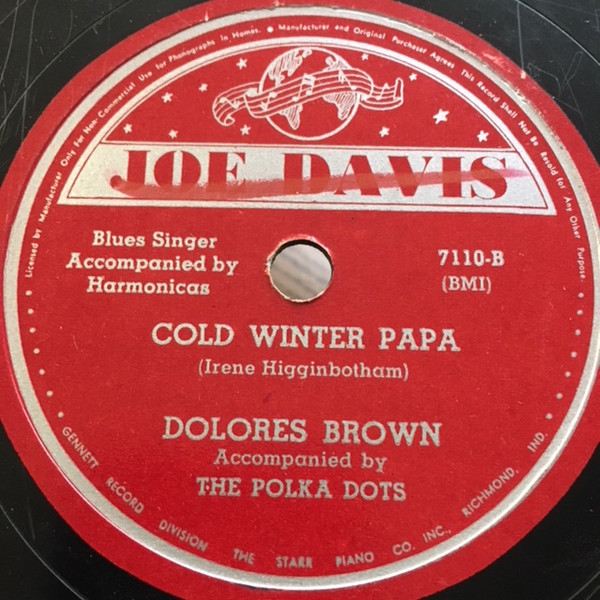 Licensed by Manufacturer Only For Non-Commercial Use for Phonographs in Homes. • Manufacturer and Original Purchaser Agrees This Record Shall Not Be Resold for Any Other Purpose
JOE DAVIS
Blues Singer
Accompanied by
Harmonicas
7110-B
(BMI)
COLD WINTER PAPA
(Irene Higginbotham)
DOLORES BROWN
Accompanied by
THE POLKA DOTS
GENNETT RECORD DIVISION THE STARR PIANO CO. INC., RICHMOND, IND.